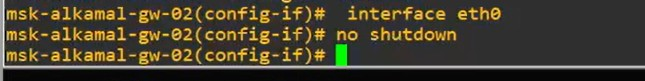 msk-alkamal-gw-02(config-if)#  interface eth0
msk-alkamal-gw-02(config-if)# no shutdown
msk-alkamal-gw-02(config-if)#